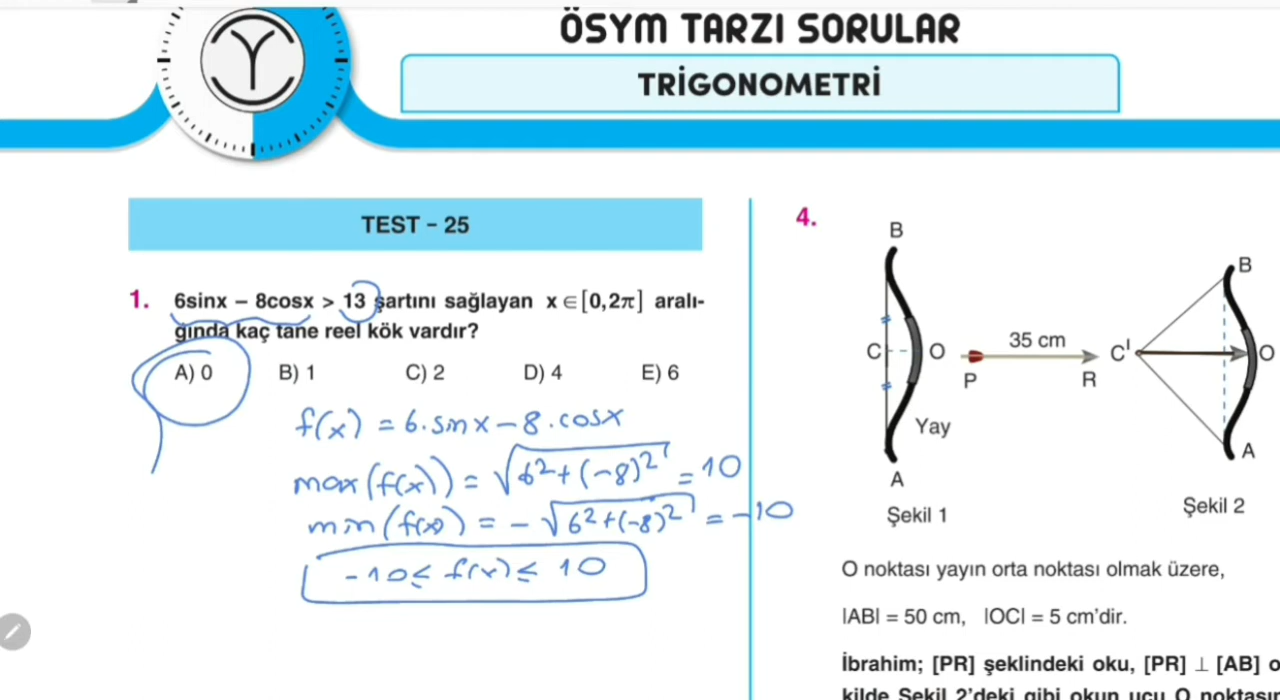 ÖSYM TARZI SORULAR
TRİGONOMETRİ
TEST - 25
1. 6sinx – 8cosx > 13 şartını sağlayan x ∈ [0,2π] aralı-
ğında kaç tane reel kök vardır?
A) 0 B) 1 C) 2 D) 4 E) 6
f(x) = 6.sınx – 8.cosx
max(f(x)) = √6²+(-8)² = 10
min(f(x)) = -√6²+(-8)² = -10
-10 ≤ f(x) ≤ 10
4.
B
C
O
P
35 cm
R
Yay
A
Şekil 1
B
C'
O
A
Şekil 2
O noktası yayın orta noktası olmak üzere,
|AB| = 50 cm, |OC| = 5 cm'dir.
İbrahim; [PR] şeklindeki oku, [PR] ⊥ [AB] o
kilde Şekil 2'deki gibi okun ucu O noktasın